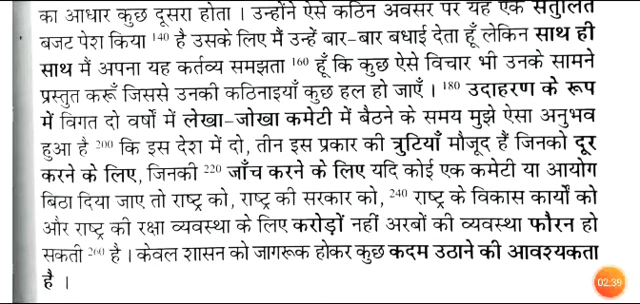 का आधार कुछ दूसरा होता । उन्होंने ऐसे कठिन अवसर पर यह एक संतुलित
बजट पेश किया 140 है उसके लिए मैं उन्हें बार-बार बधाई देता हूँ लेकिन साथ ही
साथ मैं अपना यह कर्तव्य समझता 160 हूँ कि कुछ ऐसे विचार भी उनके सामने
प्रस्तुत करूँ जिससे उनकी कठिनाइयाँ कुछ हल हो जाएँ । 180 उदाहरण के रूप
में विगत दो वर्षों में लेखा-जोखा कमेटी में बैठने के समय मुझे ऐसा अनुभव
हुआ है 200 कि इस देश में दो, तीन इस प्रकार की त्रुटियाँ मौजूद हैं जिनको दूर
करने के लिए, जिनकी 220 जाँच करने के लिए यदि कोई एक कमेटी या आयोग
बिठा दिया जाए तो राष्ट्र को, राष्ट्र की सरकार को, 240 राष्ट्र के विकास कार्यों को
और राष्ट्र की रक्षा व्यवस्था के लिए करोड़ों नहीं अरबों की व्यवस्था फौरन हो
सकती 260 है । केवल शासन को जागरूक होकर कुछ कदम उठाने की आवश्यकता
है ।
02:39